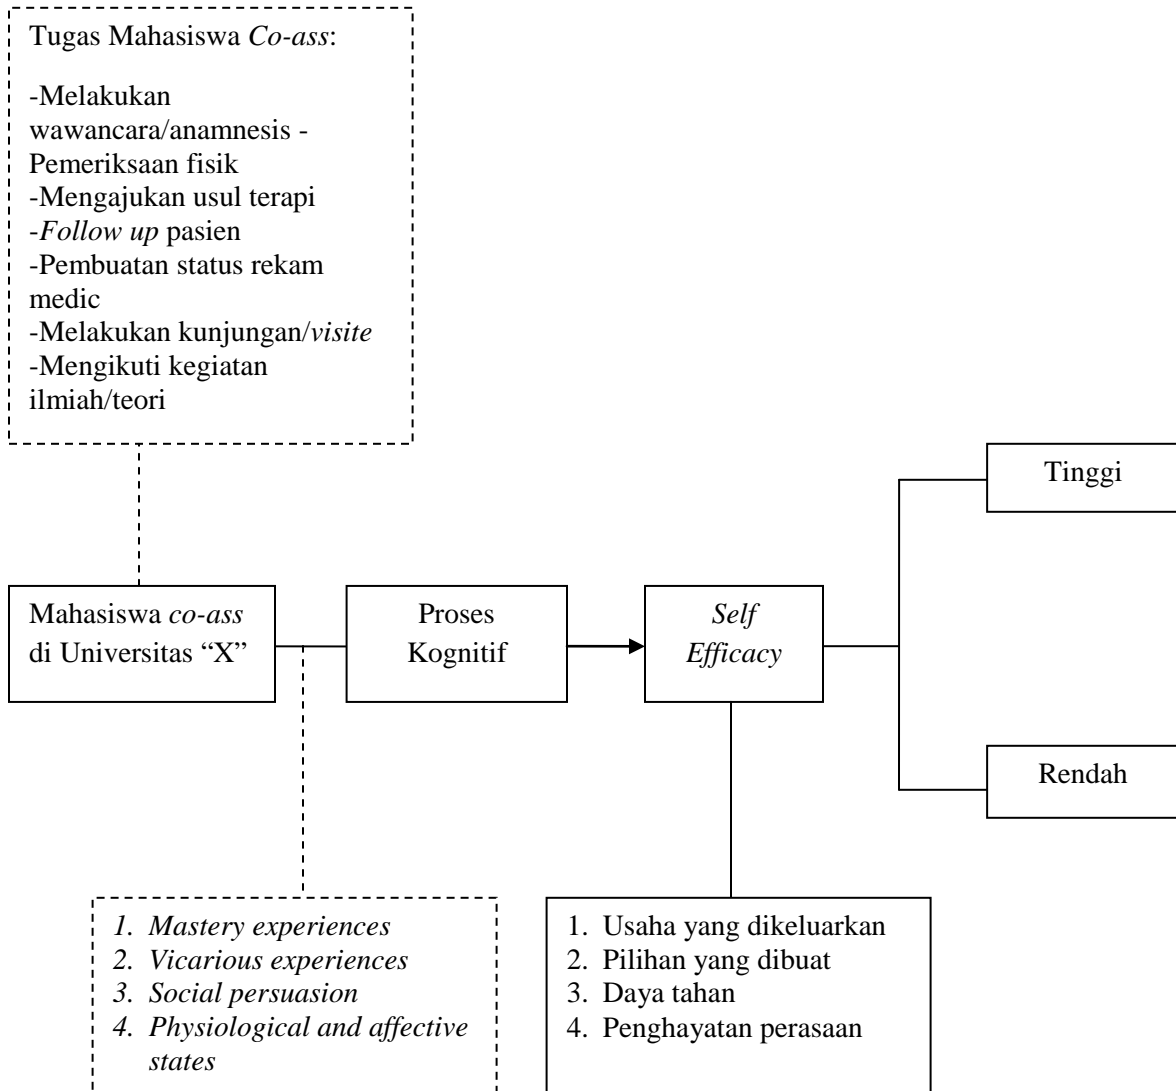 Tugas Mahasiswa Co-ass:
-Melakukan
wawancara/anamnesis -
Pemeriksaan fisik
-Mengajukan usul terapi
-Follow up pasien
-Pembuatan status rekam
medic
-Melakukan kunjungan/visite
-Mengikuti kegiatan
ilmiah/teori
Tinggi
Mahasiswa co-ass
di Universitas “X”
Proses
Kognitif
Self
Efficacy
Rendah
1. Mastery experiences
2. Vicarious experiences
3. Social persuasion
4. Physiological and affective
states
1. Usaha yang dikeluarkan
2. Pilihan yang dibuat
3. Daya tahan
4. Penghayatan perasaan